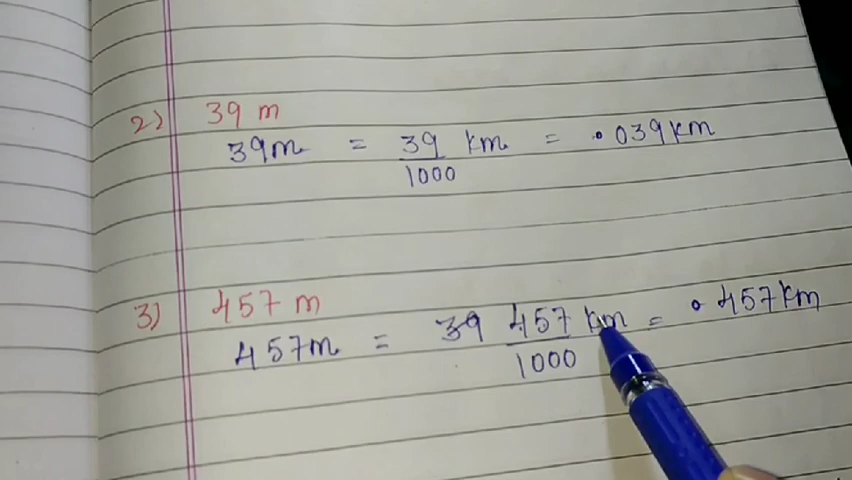 2) 39 m
39m = 39/1000 km = .039 km
3) 457 m
457m = 39 457/1000 km = .457 km